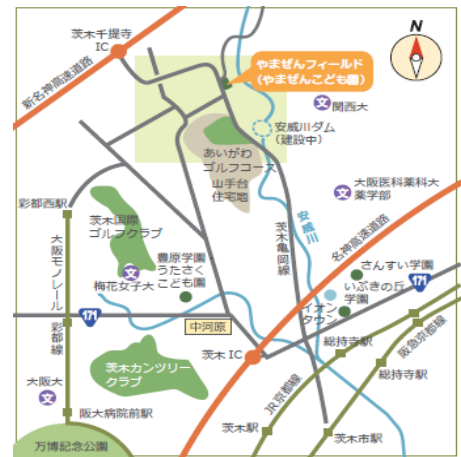 茨木千提寺
IC
新名神高速道路
N
やまぜんフィールド
(やまぜんこども園)
文
関西大
安威川ダム
(建設中)
あいがわ
ゴルフコース
山手台
住宅地
文
大阪医科薬科大
薬学部
彩都西駅
茨木国際
ゴルフクラブ
安威川
名神高速道路
茨木亀岡線
大阪モノレール
彩都線
豊原学園
うたさく
こども園
文
梅花女子大
さんすい学園
171
いぶきの丘
学園
イオン
タウン
171
中河原
茨木IC
総持寺駅
阪急京都線
茨木カンツリー
クラブ
JR京都線
総持寺駅
大阪大
文
阪大病院前駅
茨木駅
茨木市駅
万博記念公園